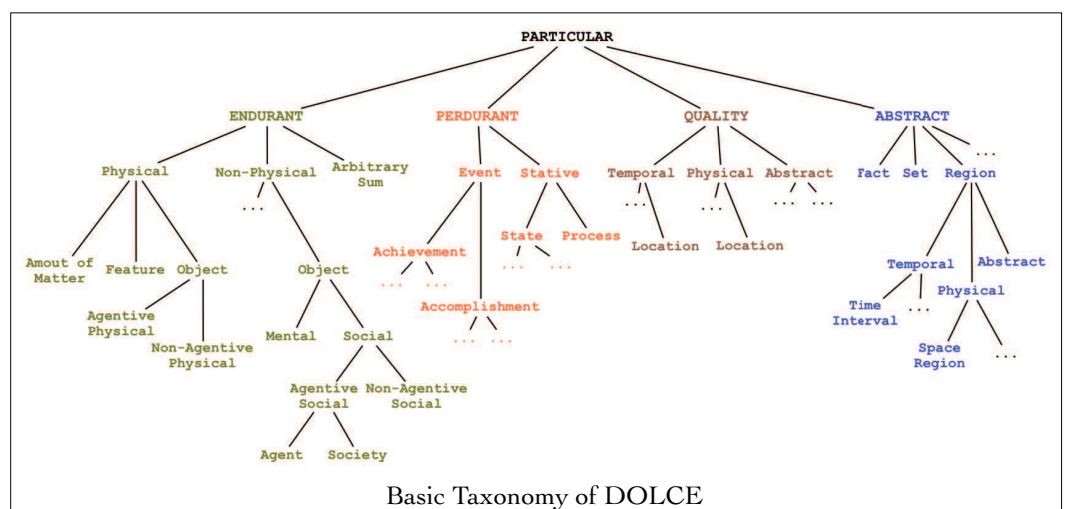 PARTICULAR
ENDURANT PERDURANT QUALITY ABSTRACT
...
Physical Non-Physical Arbitrary
Sum
Event Stative Temporal Physical Abstract Fact Set Region
... ... ... ... ...
Achievement State Process Location Location
... ... ... ...
Amout of
Matter
Feature Object Object Temporal Abstract
Agentive
Physical
Accomplishment
... ...
Time
Interval
... Physical
Non-Agentive
Physical
Mental Social
Space
Region
...
Agentive
Social
Non-Agentive
Social
Agent Society
Basic Taxonomy of DOLCE